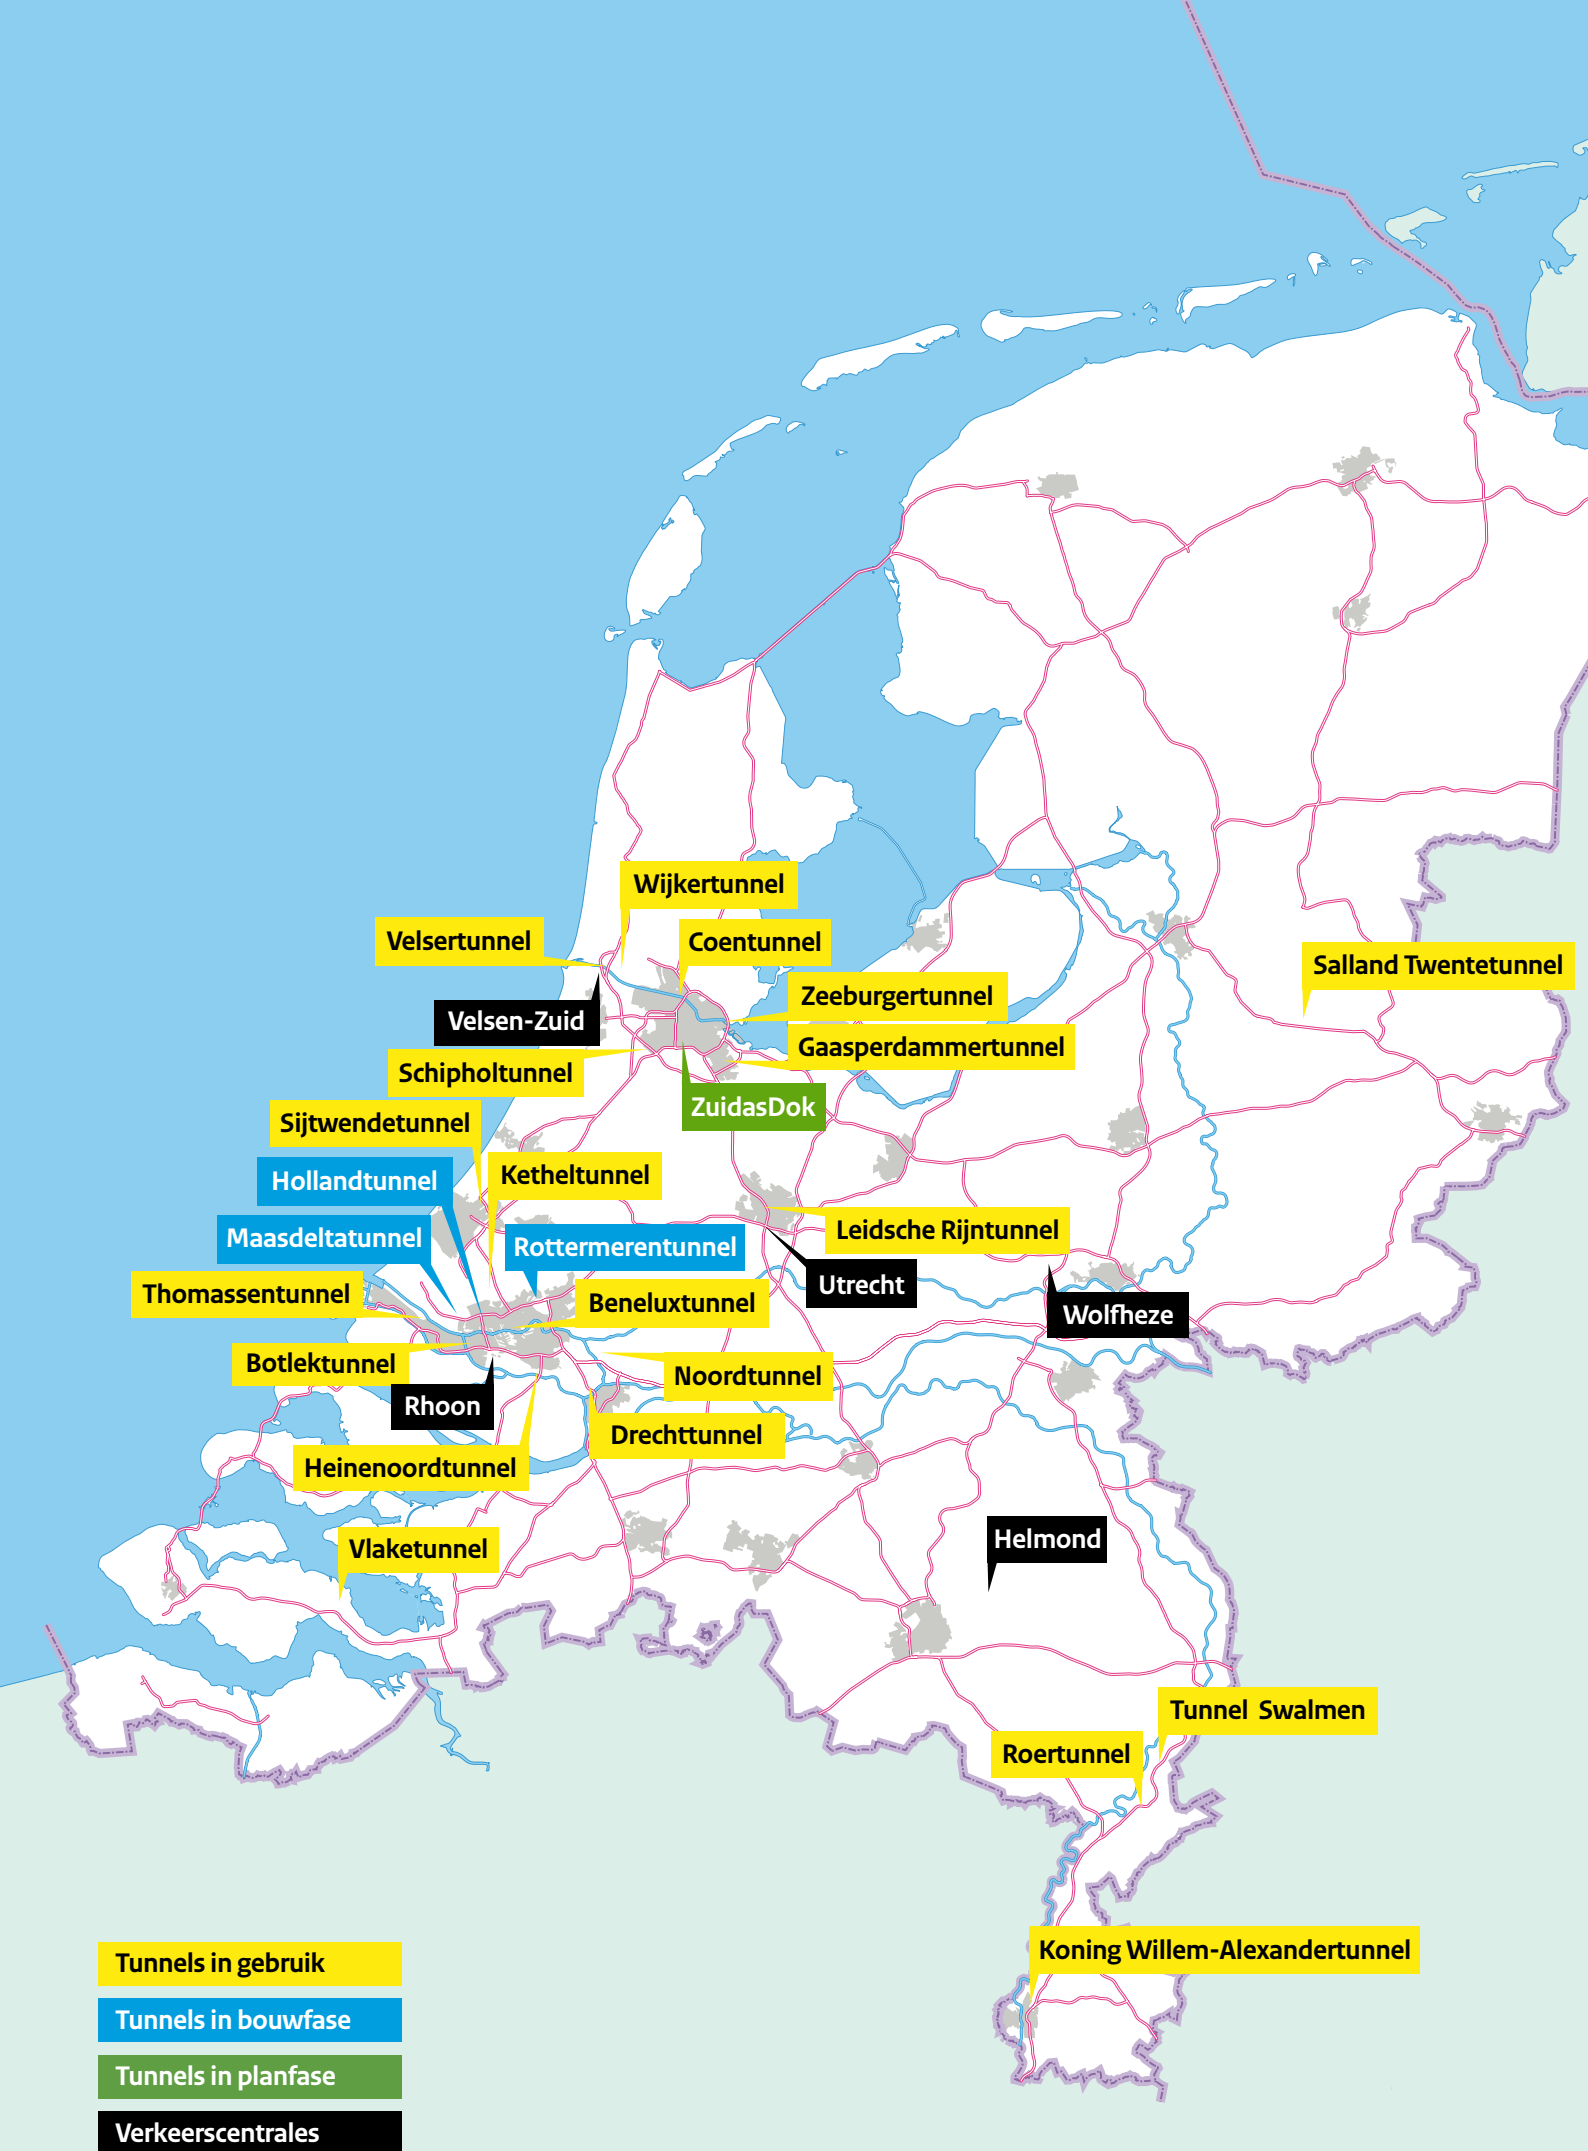 Wijkertunnel
Velsertunnel
Coentunnel
Salland Twentetunnel
Zeeburgertunnel
Velsen-Zuid
Gaasperdammertunnel
Schipholtunnel
ZuidasDok
Sijtwendetunnel
Ketheltunnel
Hollandtunnel
Leidsche Rijntunnel
Maasdeltatunnel
Rottermerentunnel
Utrecht
Thomassentunnel
Beneluxtunnel
Wolfheze
Botlektunnel
Noordtunnel
Rhoon
Drechttunnel
Heinenoordtunnel
Helmond
Vlaketunnel
Tunnel Swalmen
Roertunnel
Koning Willem-Alexandertunnel
Tunnels in gebruik
Tunnels in bouwfase
Tunnels in planfase
Verkeerscentrales